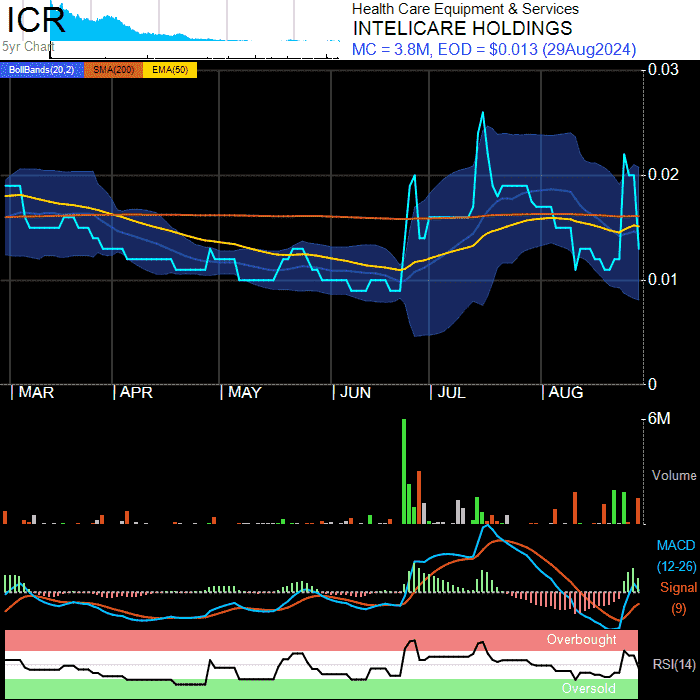 ICR
5yr Chart
Health Care Equipment & Services
INTELICARE HOLDINGS
MC = 3.8M, EOD = $0.013 (29Aug2024)
BollBands(20,2) SMA(200) EMA(50)
0.03
0.02
0.01
0
MAR APR MAY JUN JUL AUG
6M
Volume
MACD
(12-26)
Signal
(9)
Overbought
RSI(14)
Oversold